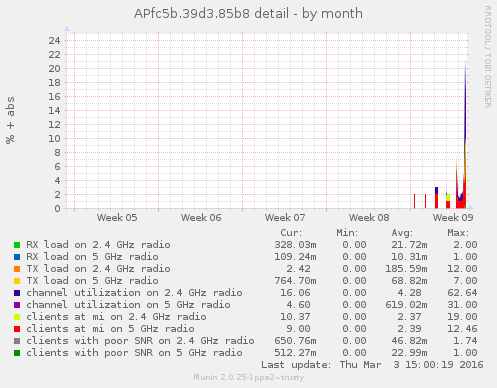 APfc5b.39d3.85b8 detail - by month
RRDTOOL / TOBI OETIKER
% + abs
24
22
20
18
16
14
12
10
8
6
4
2
0
Week 05 Week 06 Week 07 Week 08 Week 09
Cur: Min: Avg: Max:
RX load on 2.4 GHz radio 328.03m 0.00 21.72m 2.00
RX load on 5 GHz radio 109.24m 0.00 10.31m 1.00
TX load on 2.4 GHz radio 2.42 0.00 185.59m 12.00
TX load on 5 GHz radio 764.70m 0.00 68.82m 7.00
channel utilization on 2.4 GHz radio 16.06 0.00 4.28 62.64
channel utilization on 5 GHz radio 4.60 0.00 619.02m 31.00
clients at mi on 2.4 GHz radio 10.37 0.00 2.37 19.00
clients at mi on 5 GHz radio 9.00 0.00 2.39 12.46
clients with poor SNR on 2.4 GHz radio 650.76m 0.00 46.82m 1.74
clients with poor SNR on 5 GHz radio 512.27m 0.00 22.99m 1.00
Last update: Thu Mar 3 15:00:19 2016
Munin 2.0.25-1ppa2~trusty